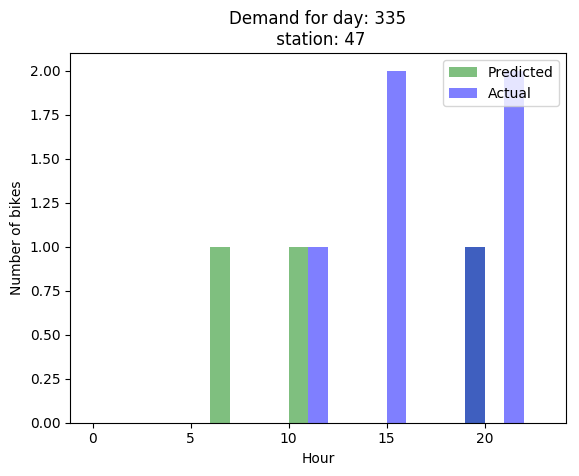 Demand for day: 335
station: 47
Predicted
Actual
Number of bikes
2.00
1.75
1.50
1.25
1.00
0.75
0.50
0.25
0.00
0 5 10 15 20
Hour